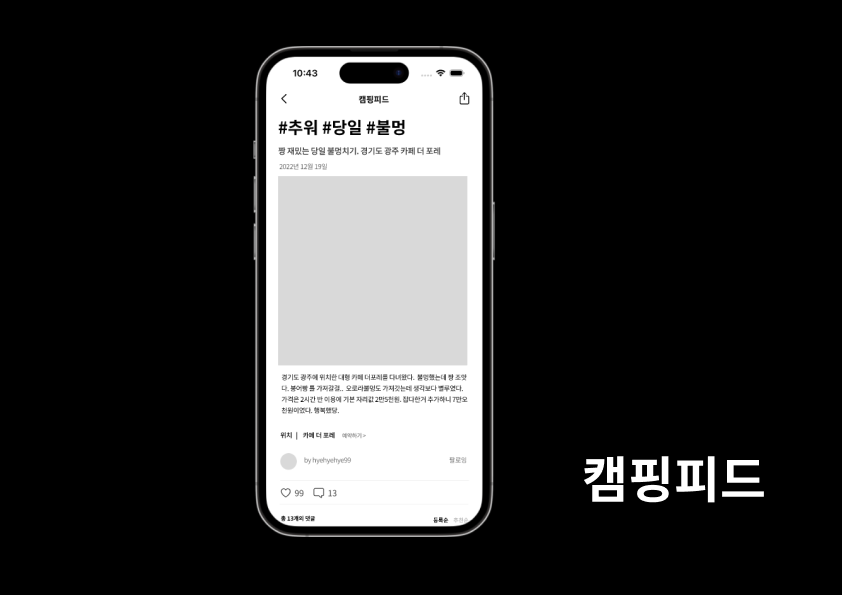 10:43
캠핑피드
#추워 #당일 #불멍
짱 재밌는 당일 불멍치기. 경기도 광주 카페 더 포레
2022년 12월 19일
경기도 광주에 위치한 대형 카페 더포레를 다녀왔다. 불멍했는데 짱 조앗
다. 붕어빵 틀 가져갈걸.. 오로라불멍도 가져갓는데 생각보다 별루였다.
가격은 2시간 반 이용에 기본 자리값 2만5천원. 잡다한거 추가하니 7만오
천원이였다. 행복했당.
위치 | 카페 더 포레 예약하기 >
by hyehyehye99 팔로잉
99 13
총 13개의 댓글 등록순 추천순
캠핑피드